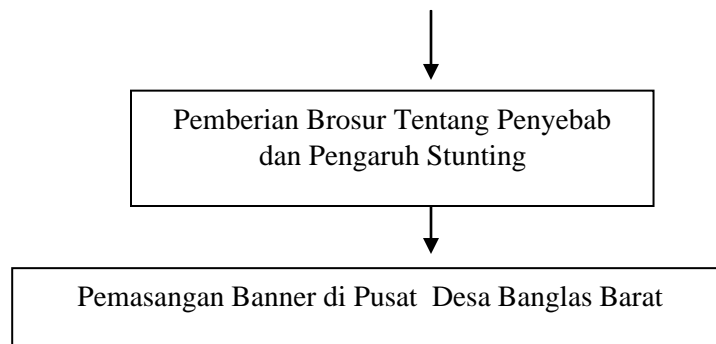 Pemberian Brosur Tentang Penyebab
dan Pengaruh Stunting
Pemasangan Banner di Pusat  Desa Banglas Barat